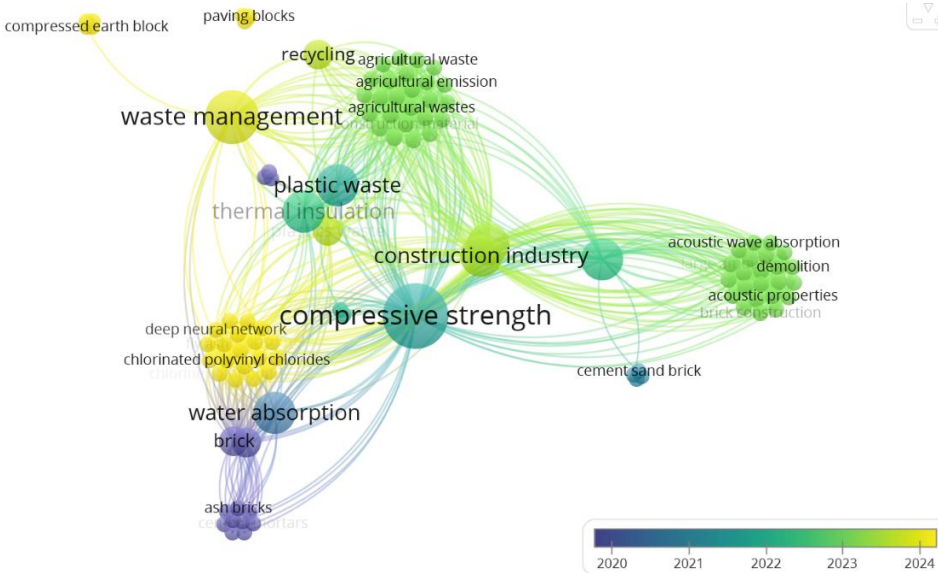 paving blocks
compressed earth block
recycling
agricultural waste
agricultural emission
agricultural wastes
construction material
waste management
plastic waste
thermal insulation
construction industry
acoustic wave absorption
demolition
acoustic properties
brick construction
compressive strength
deep neural network
chlorinated polyvinyl chlorides
cement sand brick
water absorption
brick
ash bricks
2020 2021 2022 2023 2024